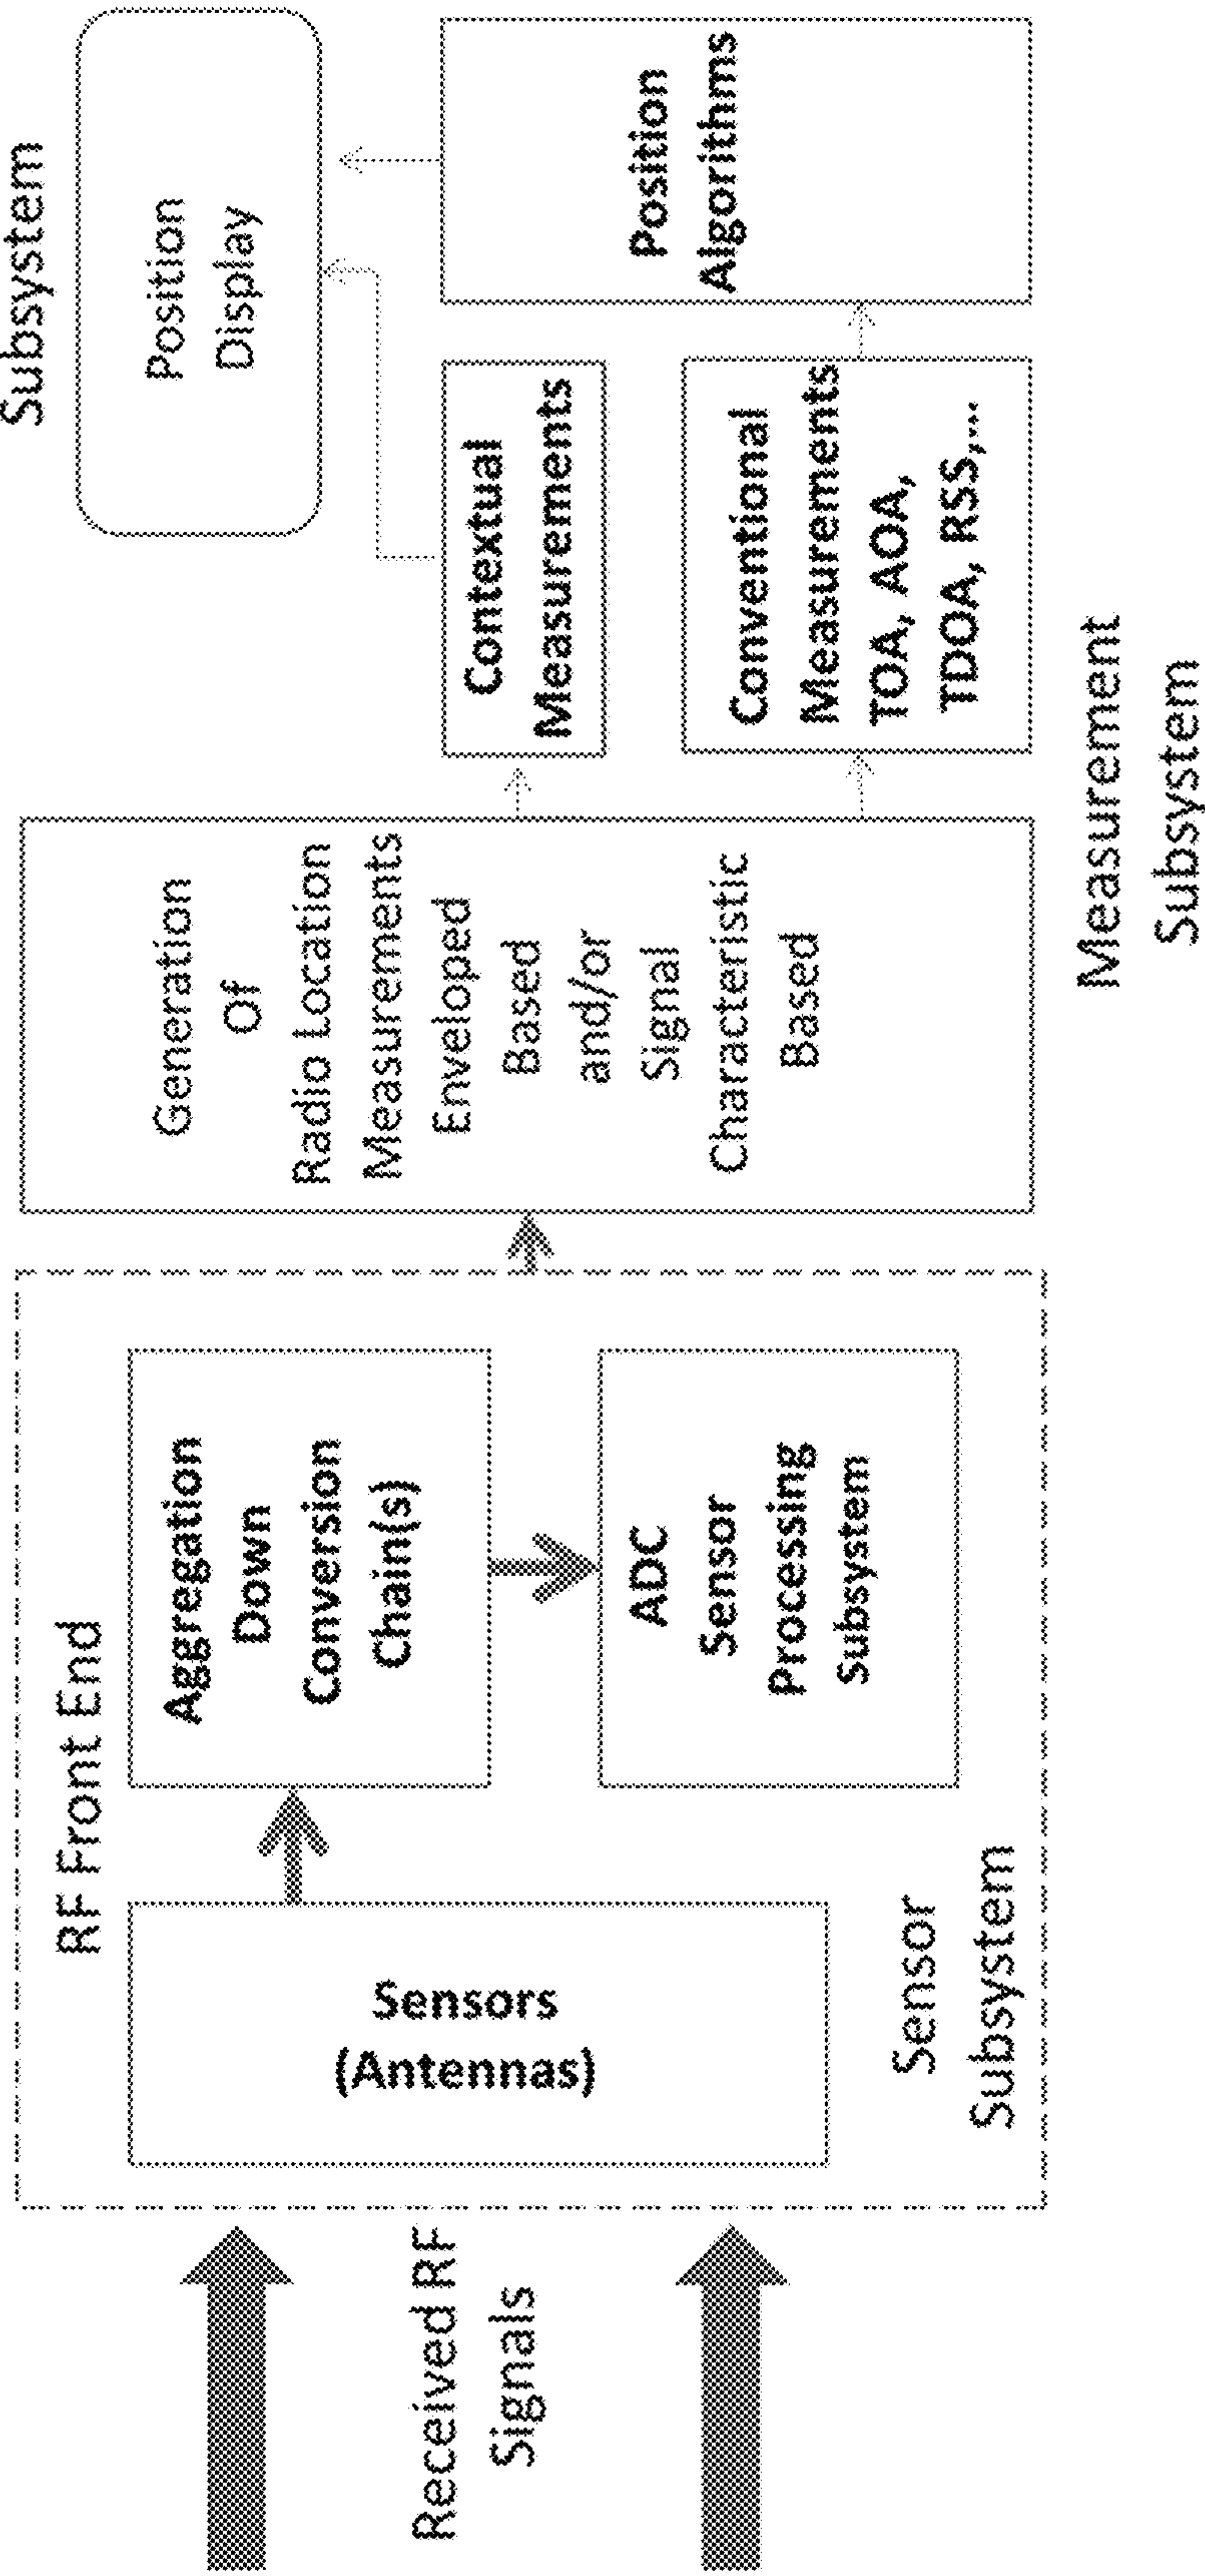 Received RF
Signals
RF Front End
Sensors
(Antennas)
Aggregation
Down
Conversion
Chain(s)
ADC
Sensor
Processing
Subsystem
Sensor
Subsystem
Generation
Of
Radio Location
Measurements
Enveloped
Based
and/or
Signal
Characteristic
Based
Contextual
Measurements
Conventional
Measurements
TOA, AOA,
TDOA, RSS,...
Measurement
Subsystem
Subsystem
Position
Display
Position
Algorithms